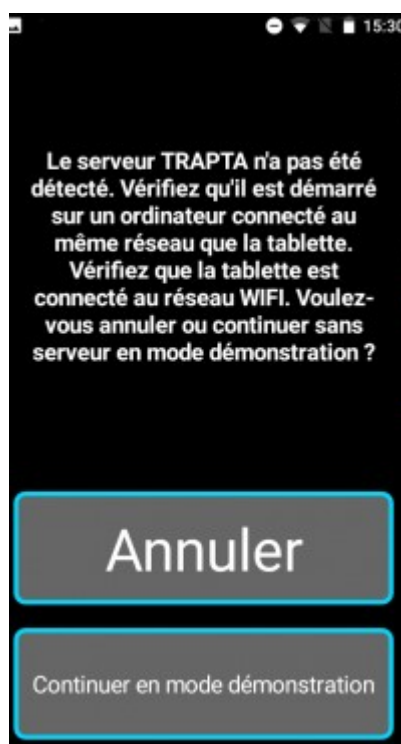 15:30
Le serveur TRAPTA n'a pas été
détecté. Vérifiez qu'il est démarré
sur un ordinateur connecté au
même réseau que la tablette.
Vérifiez que la tablette est
connecté au réseau WIFI. Voulez-
vous annuler ou continuer sans
serveur en mode démonstration ?
Annuler
Continuer en mode démonstration